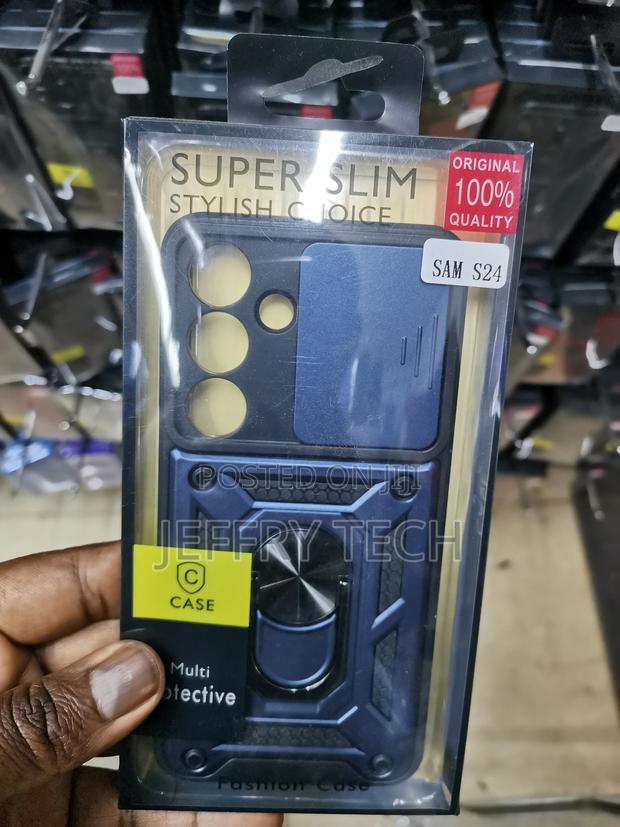 SUPER SLIM
STYLISH CHOICE
ORIGINAL
100%
QUALITY
SAM S24
POSTED ON JIJI
JEFFRY TECH
C
CASE
Multi
otective
Fashion Case